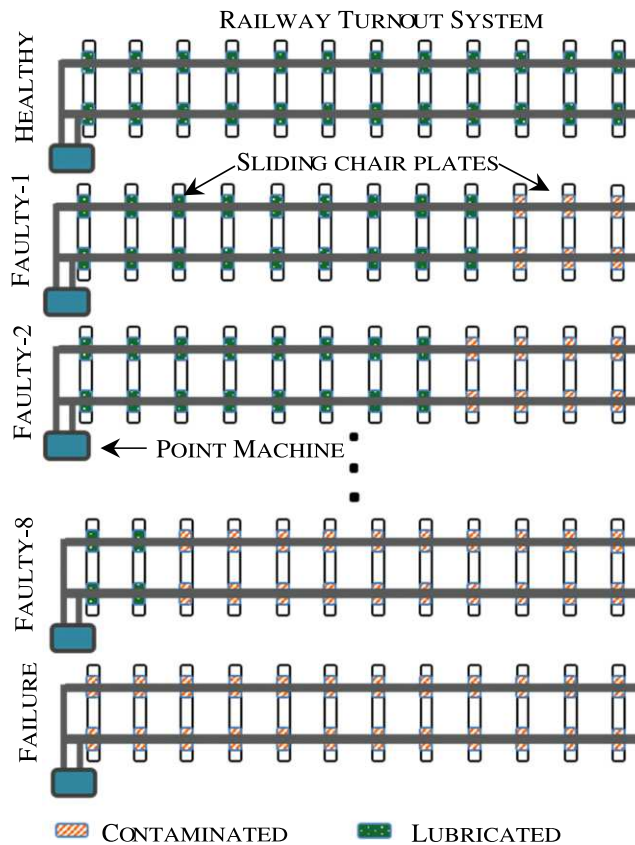 RAILWAY TURNOUT SYSTEM
HEALTHY
SLIDING CHAIR PLATES
FAULTY-1
FAULTY-2
POINT MACHINE
FAULTY-8
FAILURE
CONTAMINATED
LUBRICATED